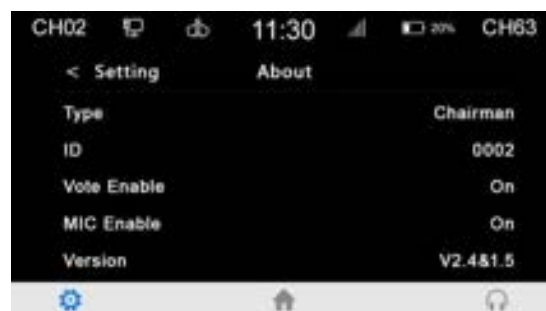 CH02 11:30 20% CH63
< Setting About
Type Chairman
ID 0002
Vote Enable On
MIC Enable On
Version V2.4&1.5